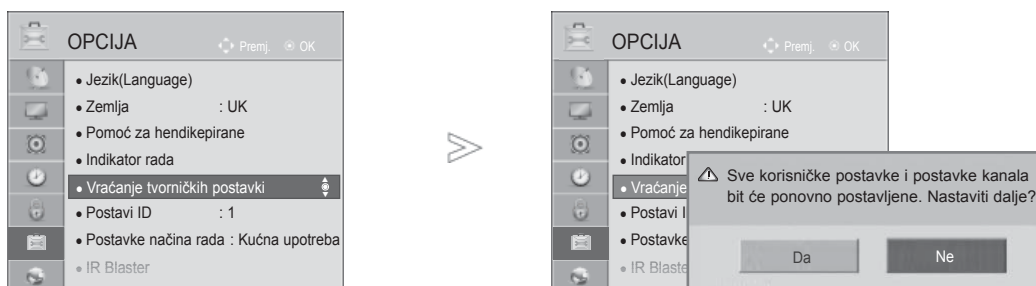 OPCIJA
Premj. OK
Jezik(Language)
Zemlja : UK
Pomoć za hendikepirane
Indikator rada
Vraćanje tvorničkih postavki
Postavi ID : 1
Postavke načina rada : Kućna upotreba
IR Blaster
OPCIJA
Premj. OK
Jezik(Language)
Zemlja : UK
Pomoć za hendikepirane
Indikator
Vraćanje
Postavi I
Postavke
IR Blaste
Sve korisničke postavke i postavke kanala
bit će ponovno postavljene. Nastaviti dalje?
Da Ne